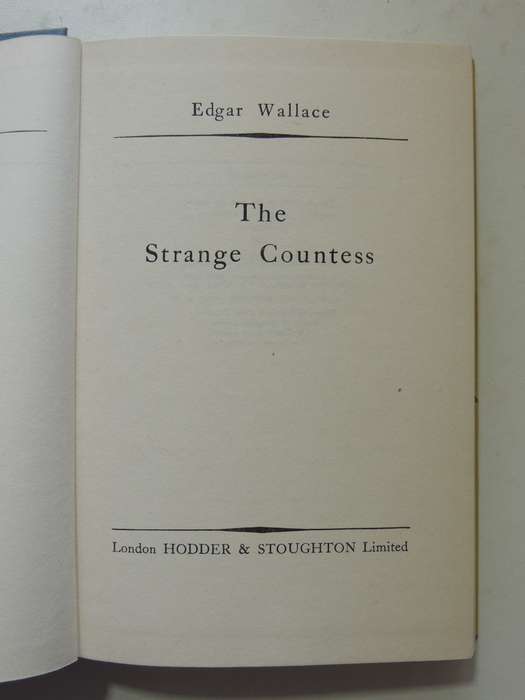 Edgar Wallace
The
Strange Countess
London HODDER & STOUGHTON Limited